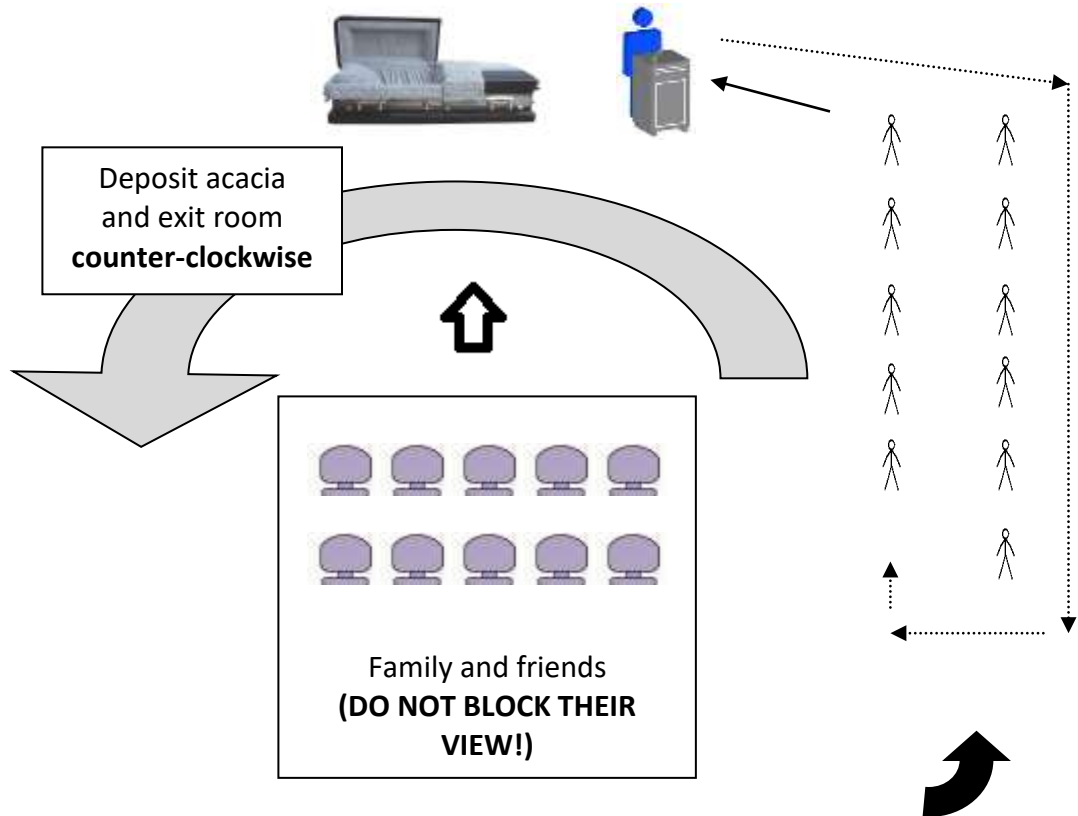 Deposit acacia
and exit room
counter-clockwise
Family and friends
(DO NOT BLOCK THEIR
VIEW!)